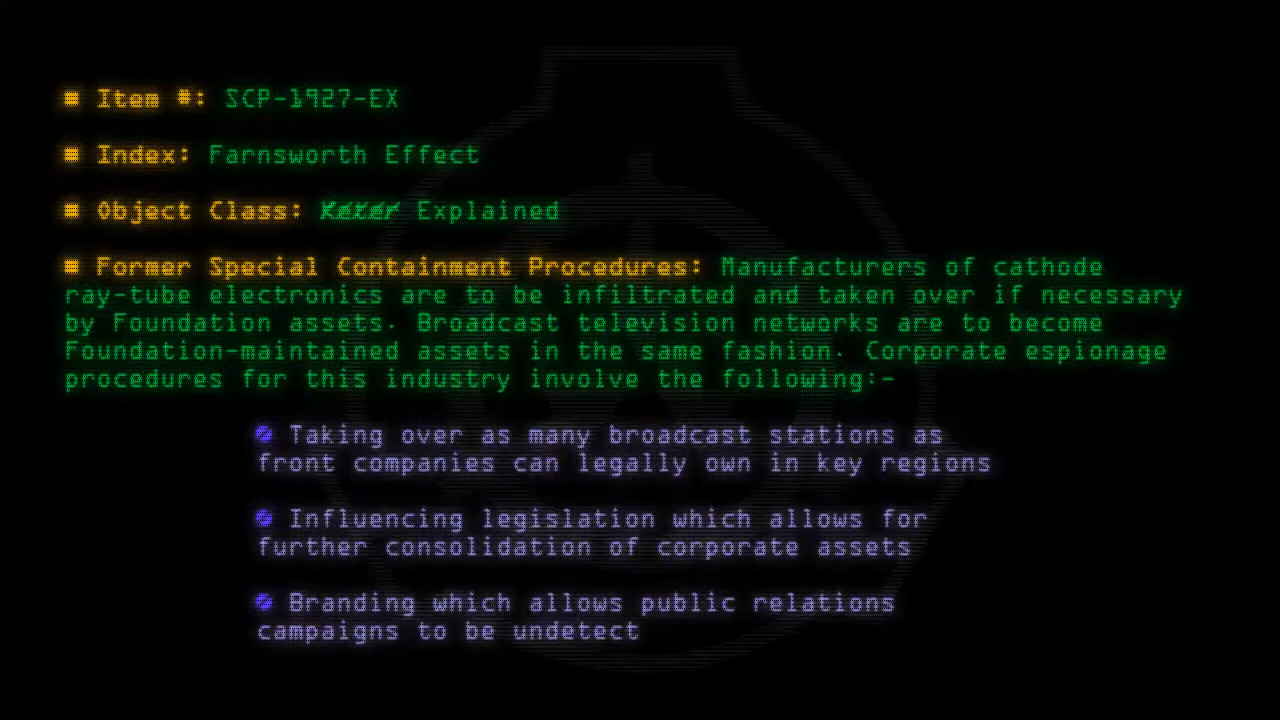 ■ Item #: SCP-1927-EX
■ Index: Farnsworth Effect
■ Object Class: Keter Explained
■ Former Special Containment Procedures: Manufacturers of cathode
ray-tube electronics are to be infiltrated and taken over if necessary
by Foundation assets. Broadcast television networks are to become
Foundation-maintained assets in the same fashion. Corporate espionage
procedures for this industry involve the following:-
Taking over as many broadcast stations as
front companies can legally own in key regions
Influencing legislation which allows for
further consolidation of corporate assets
Branding which allows public relations
campaigns to be undetect